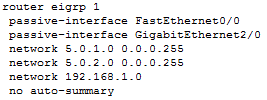 router eigrp 1
passive-interface FastEthernet0/0
passive-interface GigabitEthernet2/0
network 5.0.1.0 0.0.0.255
network 5.0.2.0 0.0.0.255
network 192.168.1.0
no auto-summary